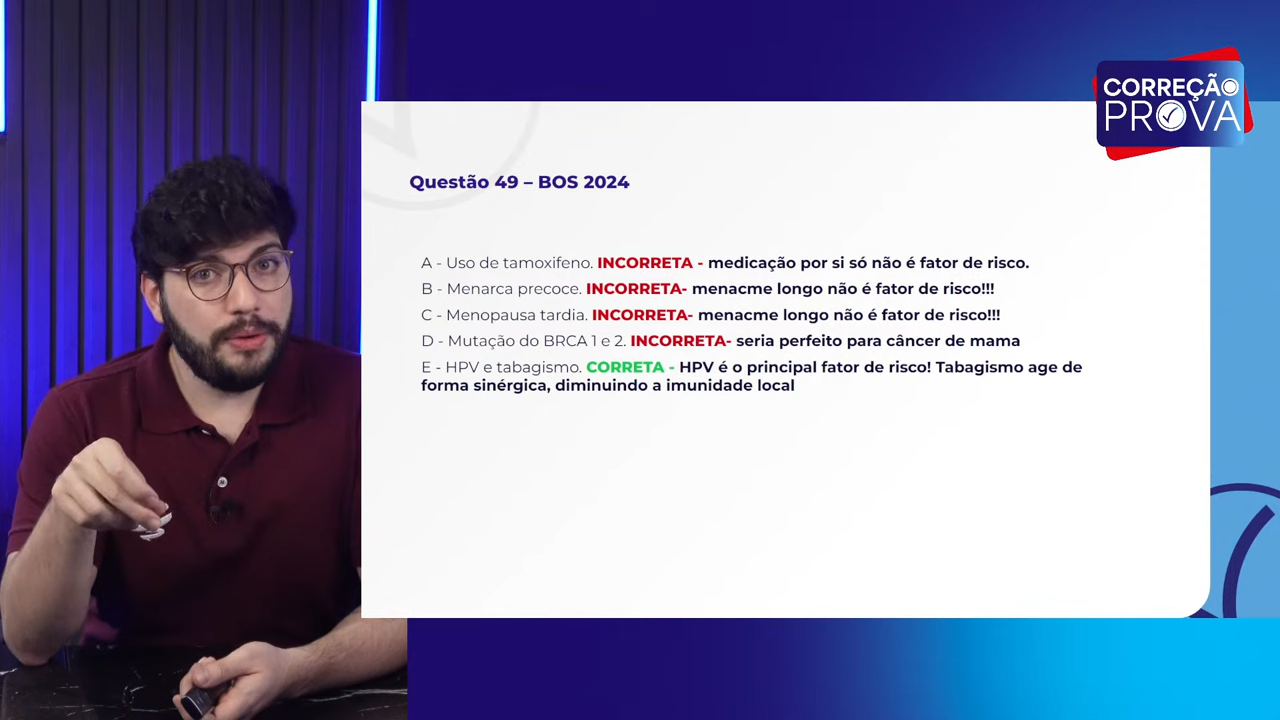 CORREÇÃO
PROVA
Questão 49 – BOS 2024
A - Uso de tamoxifeno. INCORRETA - medicação por si só não é fator de risco.
B - Menarca precoce. INCORRETA- menacme longo não é fator de risco!!!
C - Menopausa tardia. INCORRETA- menacme longo não é fator de risco!!!
D - Mutação do BRCA 1 e 2. INCORRETA- seria perfeito para câncer de mama
E - HPV e tabagismo. CORRETA - HPV é o principal fator de risco! Tabagismo age de
forma sinérgica, diminuindo a imunidade local